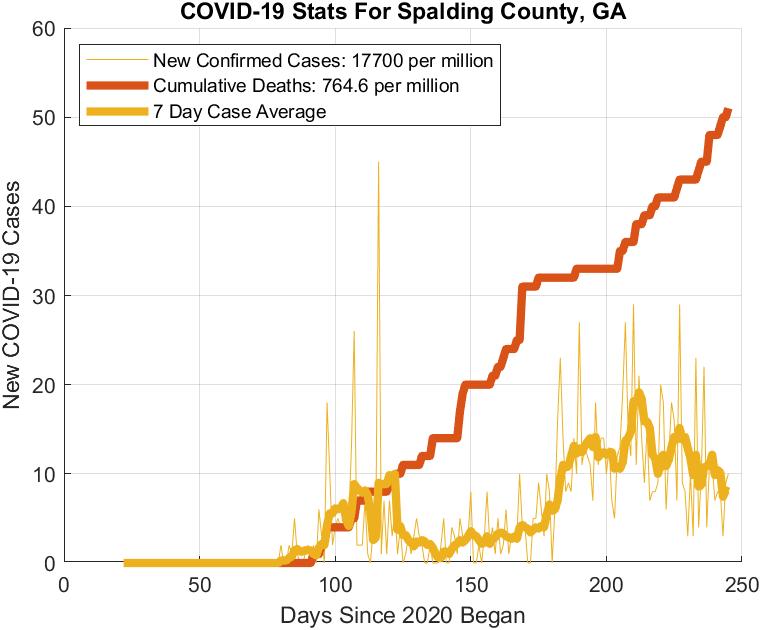 COVID-19 Stats For Spalding County, GA
New Confirmed Cases: 17700 per million
Cumulative Deaths: 764.6 per million
7 Day Case Average
New COVID-19 Cases
60
50
40
30
20
10
0
0 50 100 150 200 250
Days Since 2020 Began